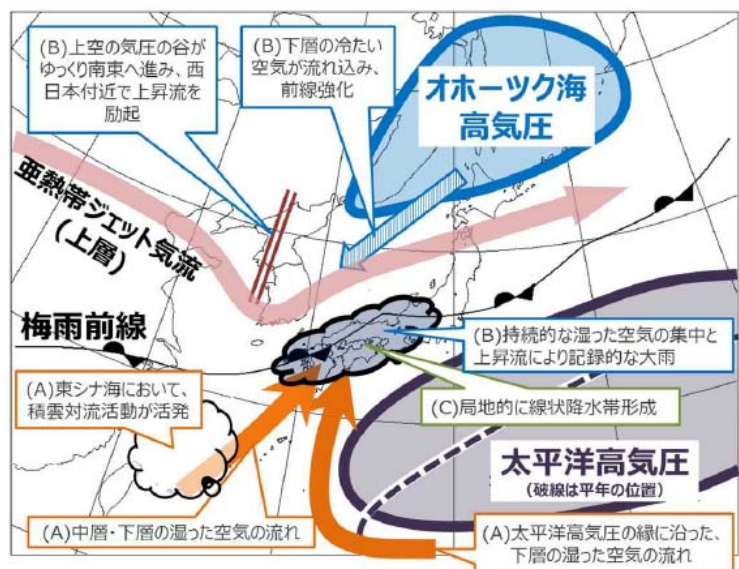 (B)上空の気圧の谷が
ゆっくり南東へ進み、西
日本付近で上昇流を
励起
(B)下層の冷たい
空気が流れ込み、
前線強化
オホーツク海
高気圧
亜熱帯ジェット気流
(上層)
梅雨前線
(B)持続的な湿った空気の集中と
上昇流により記録的な大雨
(A)東シナ海において、
積雲対流活動が活発
(C)局地的に線状降水帯形成
太平洋高気圧
(破線は平年の位置)
(A)中層・下層の湿った空気の流れ
(A)太平洋高気圧の縁に沿った、
下層の湿った空気の流れ